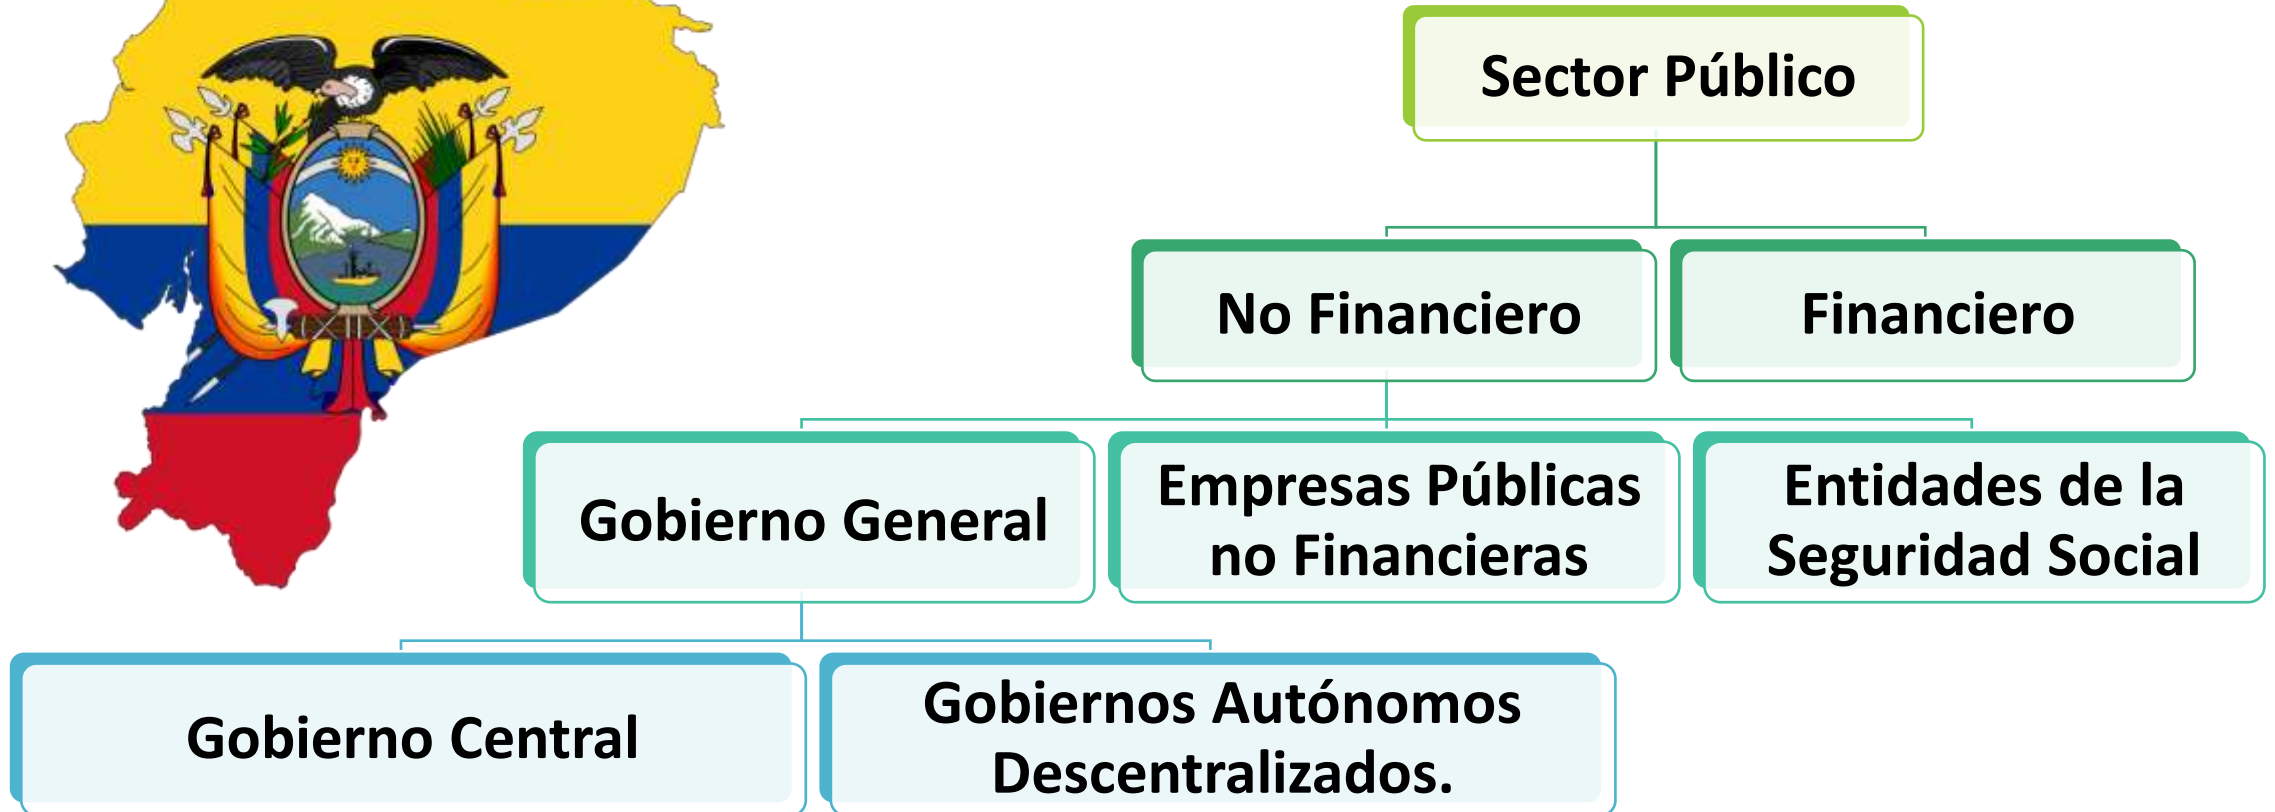 Sector Público
No Financiero
Financiero
Gobierno General
Empresas Públicas
no Financieras
Entidades de la
Seguridad Social
Gobierno Central
Gobiernos Autónomos
Descentralizados.